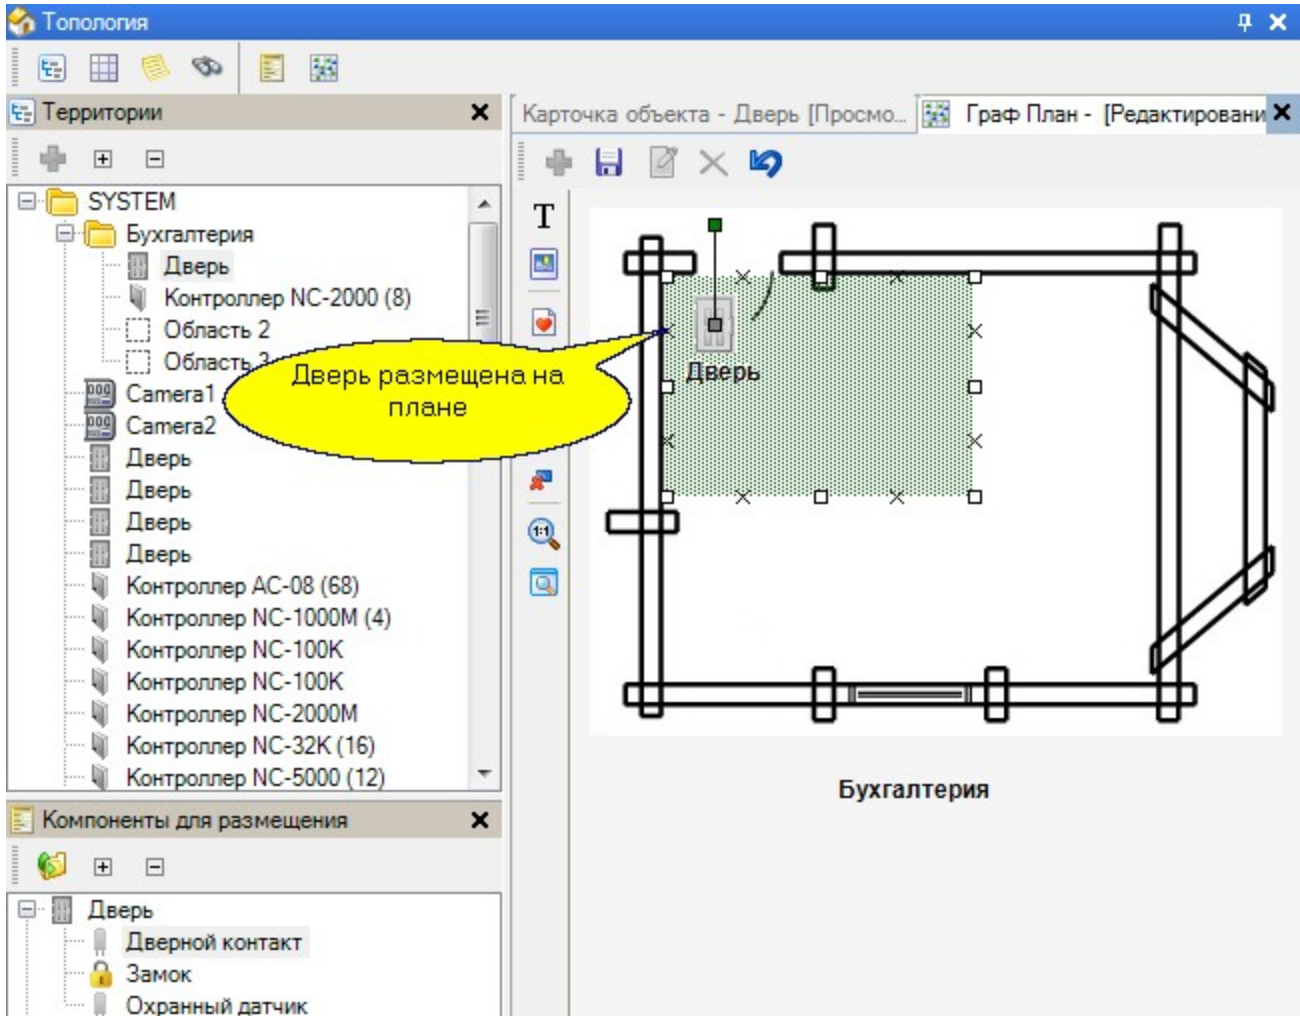 Топология
Территории
Карточка объекта - Дверь [Просмо...
Граф План - [Редактировани
SYSTEM
Бухгалтерия
Дверь
Контроллер NC-2000 (8)
Область 2
Область 3
Camera1
Camera2
Дверь
Дверь
Дверь
Дверь
Контроллер AC-08 (68)
Контроллер NC-1000M (4)
Контроллер NC-100K
Контроллер NC-100K
Контроллер NC-2000M
Контроллер NC-32K (16)
Контроллер NC-5000 (12)
Компоненты для размещения
Дверь
Дверной контакт
Замок
Охранный датчик
T
1:1
Дверь размещена на
плане
Дверь
Бухгалтерия